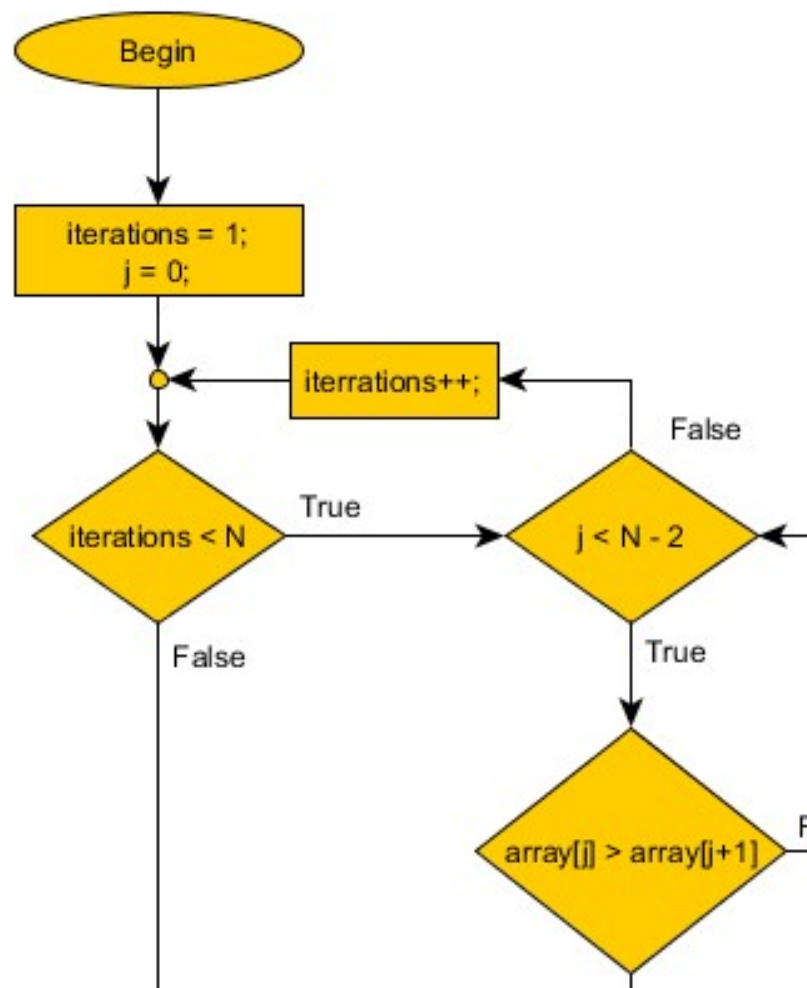 Begin
iterations = 1;
j = 0;
iterrations++;
False
True
iterations < N
j < N - 2
False
True
array[j] > array[j+1]